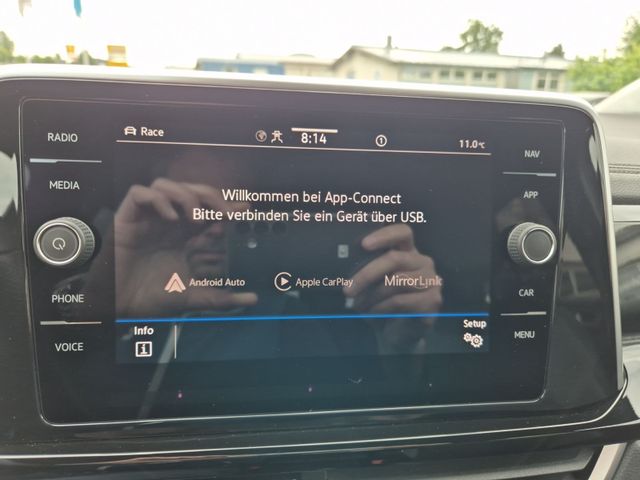 RADIO
MEDIA
PHONE
VOICE
Race
8:14
1
11.0°C
Willkommen bei App-Connect
Bitte verbinden Sie ein Gerät über USB.
Android Auto
Apple CarPlay
MirrorLink
Info
i
Setup
NAV
APP
CAR
MENU